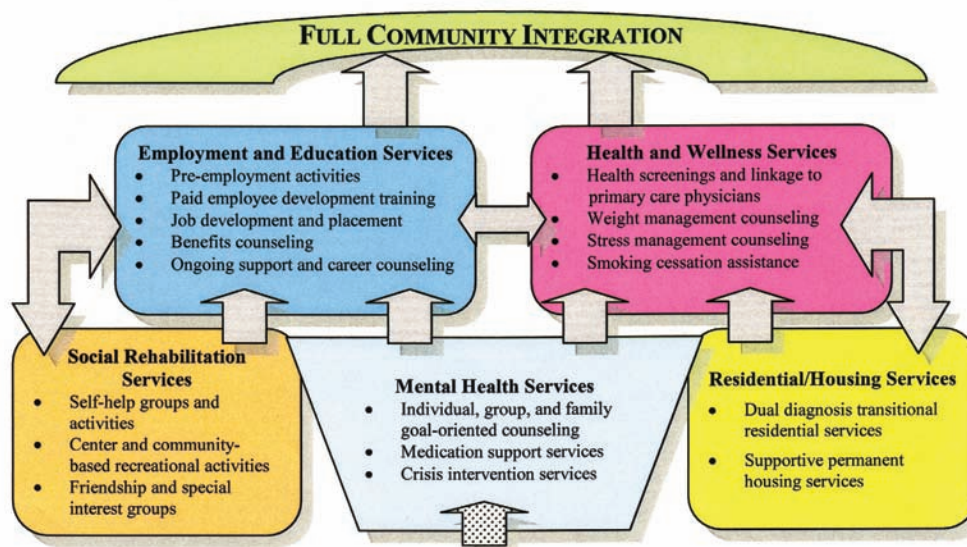 FULL COMMUNITY INTEGRATION
Employment and Education Services
• Pre-employment activities
• Paid employee development training
• Job development and placement
• Benefits counseling
• Ongoing support and career counseling
Health and Wellness Services
• Health screenings and linkage to
primary care physicians
• Weight management counseling
• Stress management counseling
• Smoking cessation assistance
Social Rehabilitation
Services
• Self-help groups and
activities
• Center and community-
based recreational activities
• Friendship and special
interest groups
Mental Health Services
• Individual, group, and family
goal-oriented counseling
• Medication support services
• Crisis intervention services
Residential/Housing Services
• Dual diagnosis transitional
residential services
• Supportive permanent
housing services